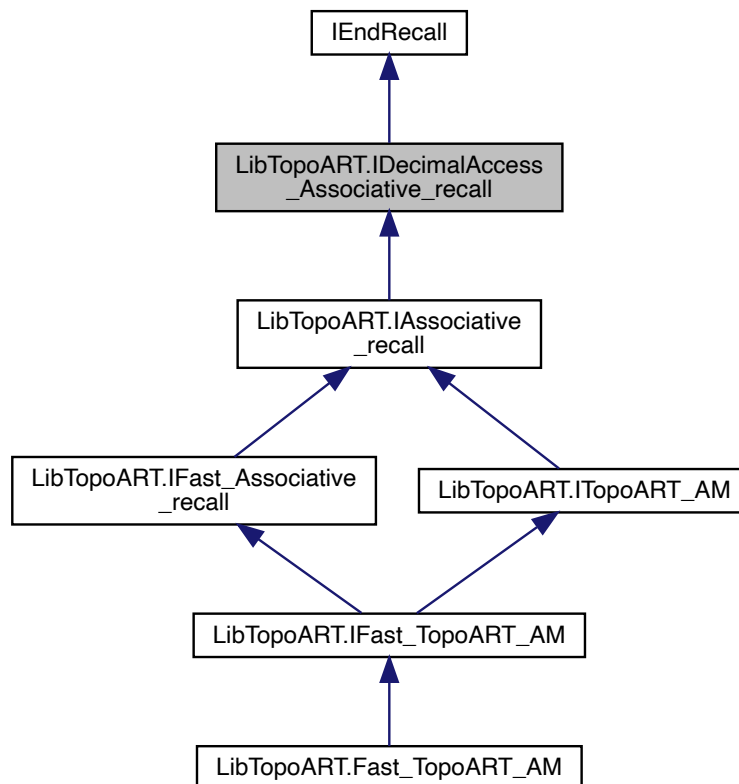 IEndRecall
LibTopoART.IDecimalAccess
_Associative_recall
LibTopoART.IAssociative
_recall
LibTopoART.IFast_Associative
_recall
LibTopoART.ITopoART_AM
LibTopoART.IFast_TopoART_AM
LibTopoART.Fast_TopoART_AM